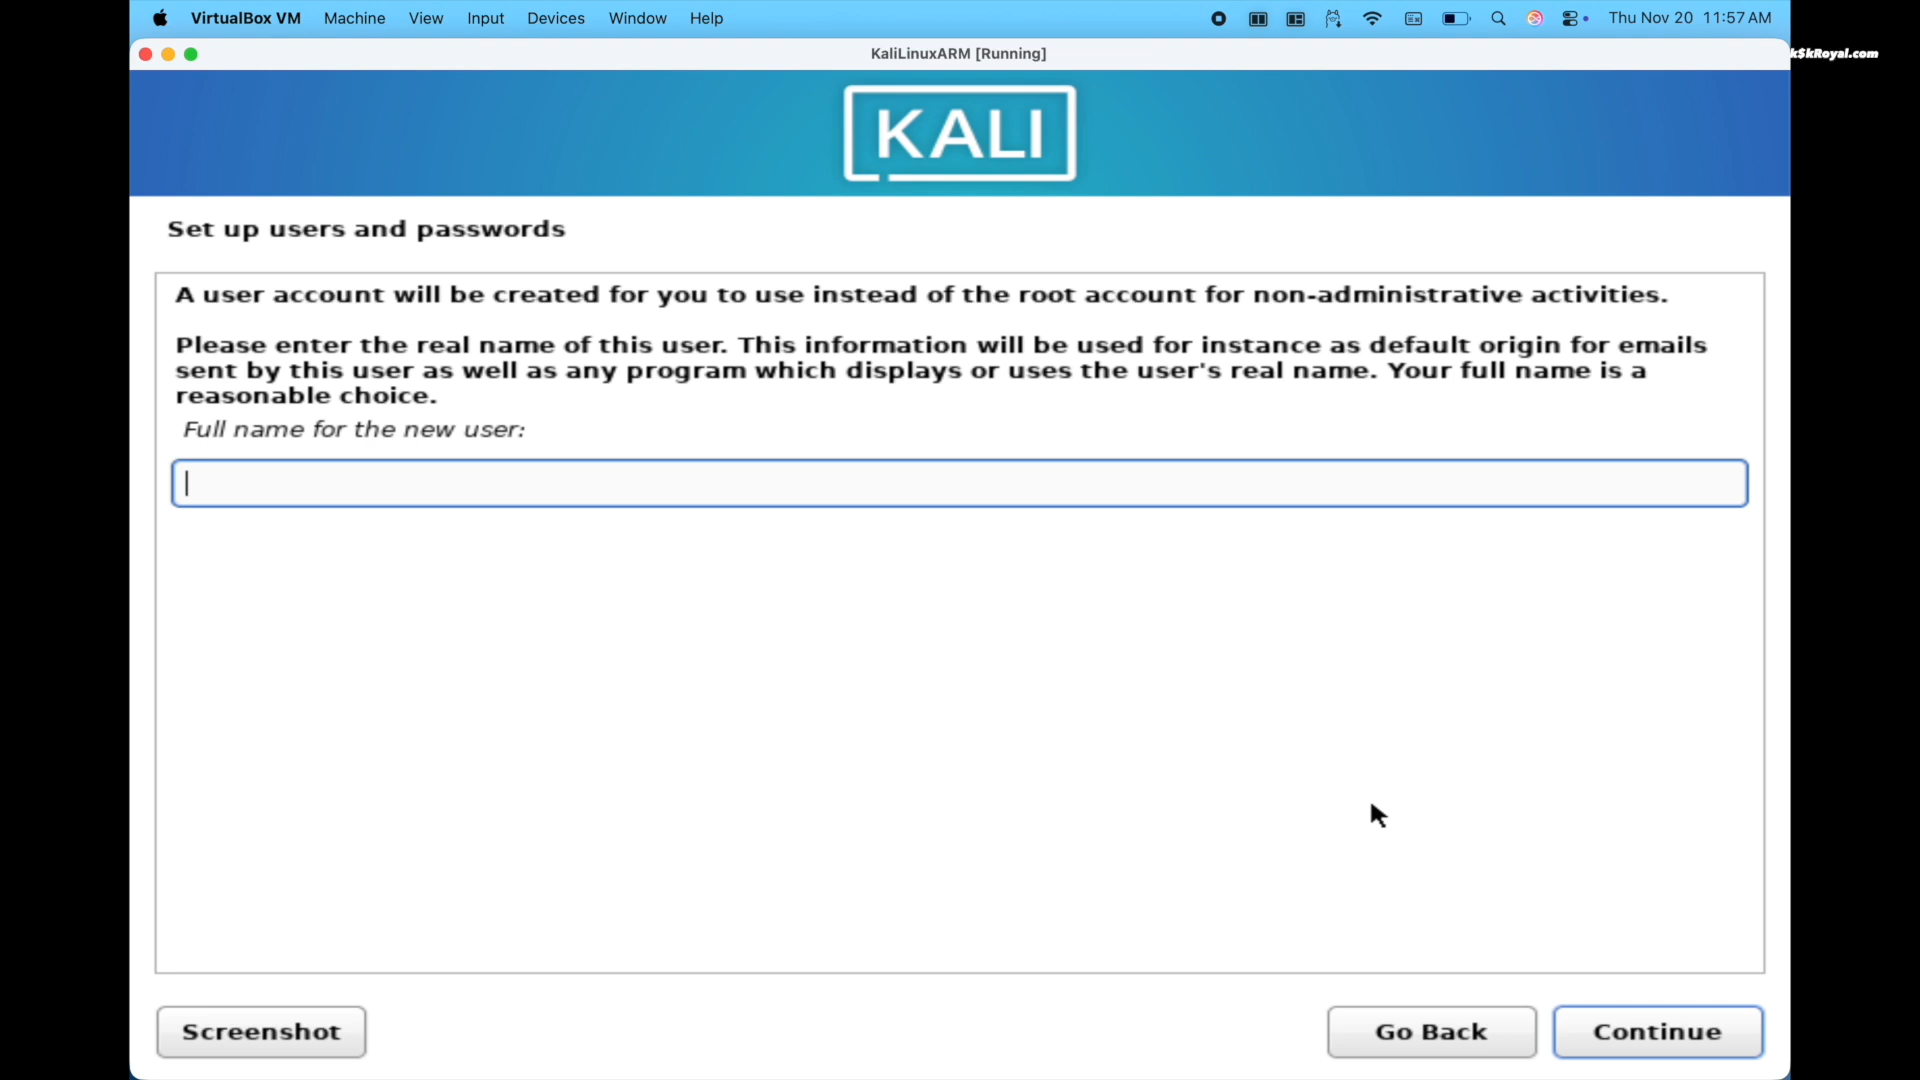 VirtualBox VM Machine View Input Devices Window Help Thu Nov 20 11:57 AM
KaliLinuxARM [Running]
k$kRoyal.com
KALI
Set up users and passwords
A user account will be created for you to use instead of the root account for non-administrative activities.
Please enter the real name of this user. This information will be used for instance as default origin for emails
sent by this user as well as any program which displays or uses the user's real name. Your full name is a
reasonable choice.
Full name for the new user:
Screenshot Go Back Continue